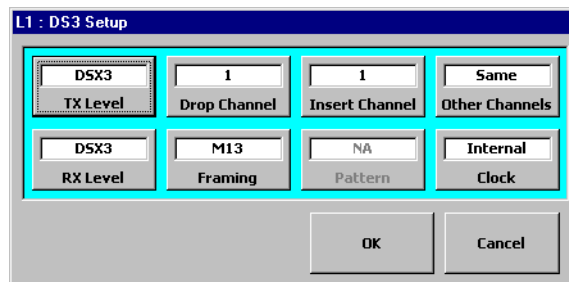 L1 : DS3 Setup
DSX3 1 1 Same
TX Level Drop Channel Insert Channel Other Channels
DSX3 M13 NA Internal
RX Level Framing Pattern Clock
OK Cancel